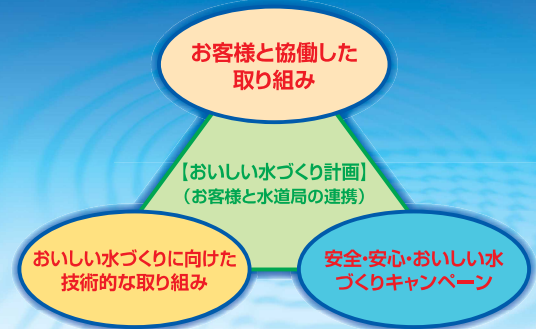 お客様と協働した
取り組み
【おいしい水づくり計画】
（お客様と水道局の連携）
おいしい水づくりに向けた
技術的な取り組み
安全・安心・おいしい水
づくりキャンペーン